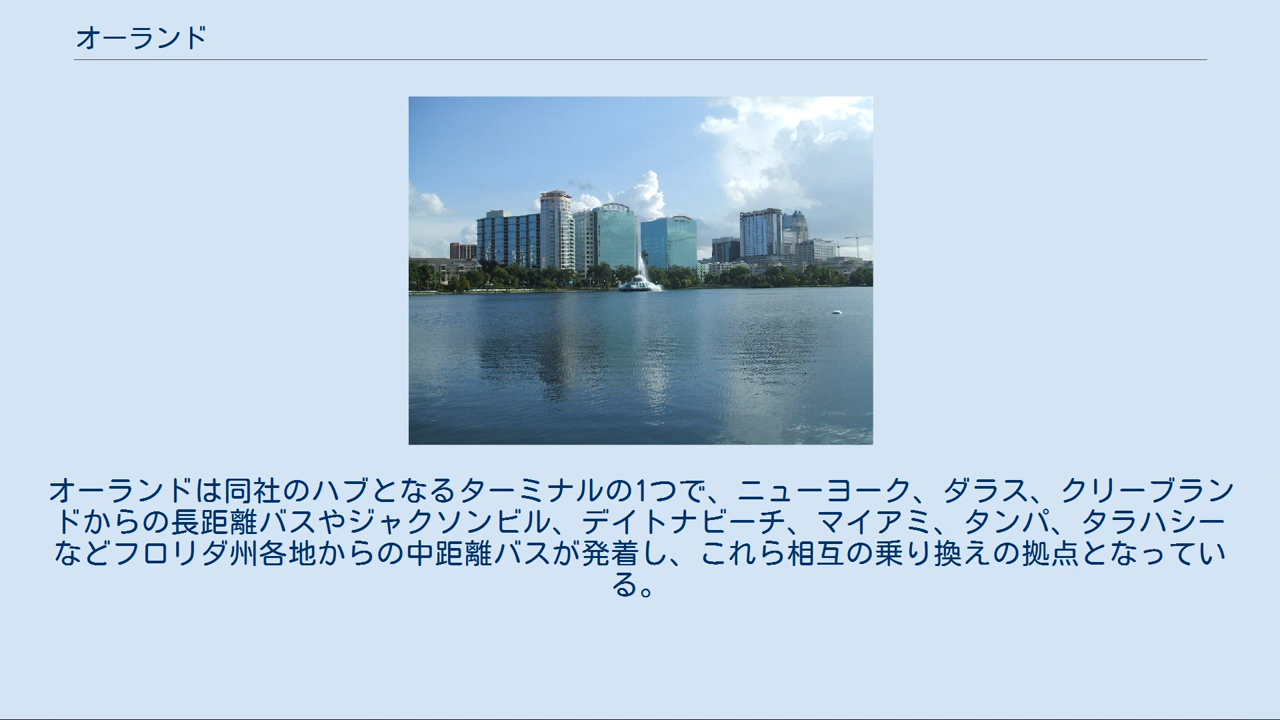 オーランド
オーランドは同社のハブとなるターミナルの1つで、ニューヨーク、ダラス、クリーブラン
ドからの長距離バスやジャクソンビル、デイトナビーチ、マイアミ、タンパ、タラハシー
などフロリダ州各地からの中距離バスが発着し、これら相互の乗り換えの拠点となってい
る。